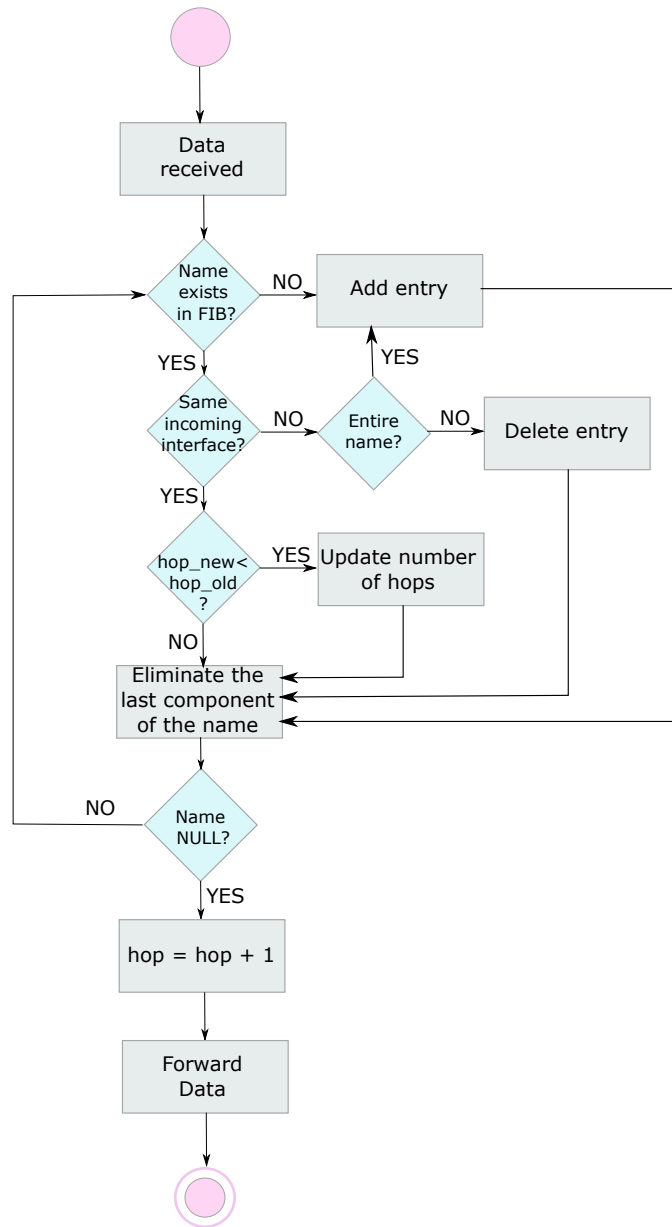 Data
received
Name
exists
in FIB?
NO
Add entry
YES
YES
Same
incoming
interface?
NO
Entire
name?
NO
Delete entry
YES
hop_new<
hop_old
?
YES
Update number
of hops
NO
Eliminate the
last component
of the name
Name
NULL?
NO
YES
hop = hop + 1
Forward
Data